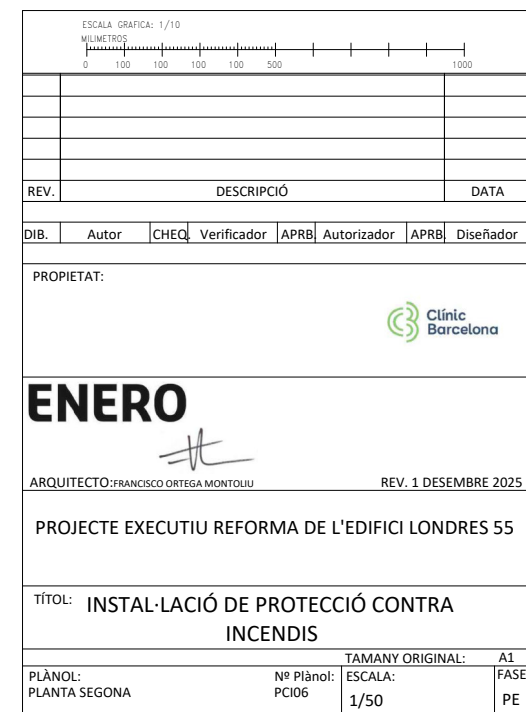 ESCALA GRAFICA: 1/10
MILIMETROS
0 100 100 100 100 500 1000
REV. DESCRIPCIÓ DATA
DIB. Autor CHEQ. Verificador APRB. Autorizador APRB. Diseñador
PROPIETAT:
Clínic
Barcelona
ENERO
ARQUITECTO:FRANCISCO ORTEGA MONTOLIU REV. 1 DESEMBRE 2025
PROJECTE EXECUTIU REFORMA DE L'EDIFICI LONDRES 55
TÍTOL: INSTAL·LACIÓ DE PROTECCIÓ CONTRA
INCENDIS
TAMANY ORIGINAL: A1
PLÀNOL: Nº Plànol: ESCALA: FASE
PLANTA SEGONA PCI06 1/50 PE